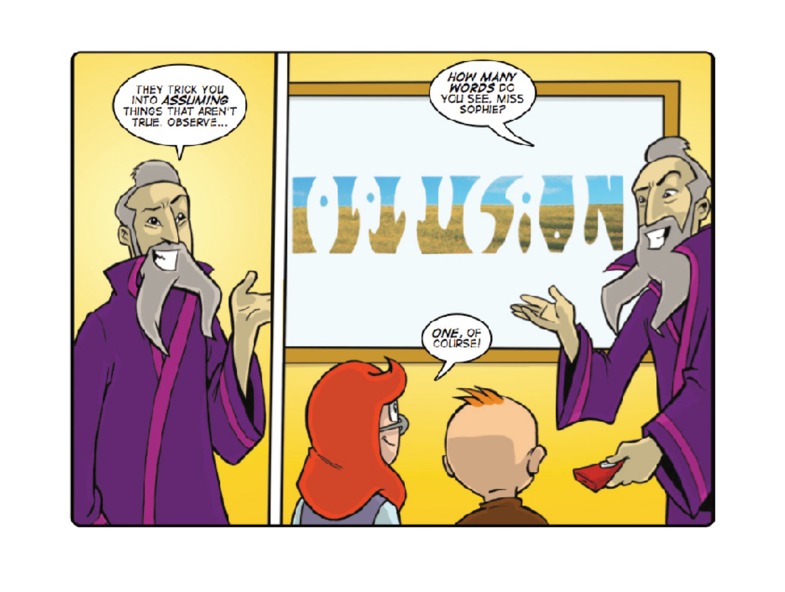 THEY TRICK YOU
INTO ASSUMING
THINGS THAT AREN'T
TRUE. OBSERVE...
HOW MANY
WORDS DO
YOU SEE, MISS
SOPHIE?
ILLUSION
ONE, OF
COURSE!